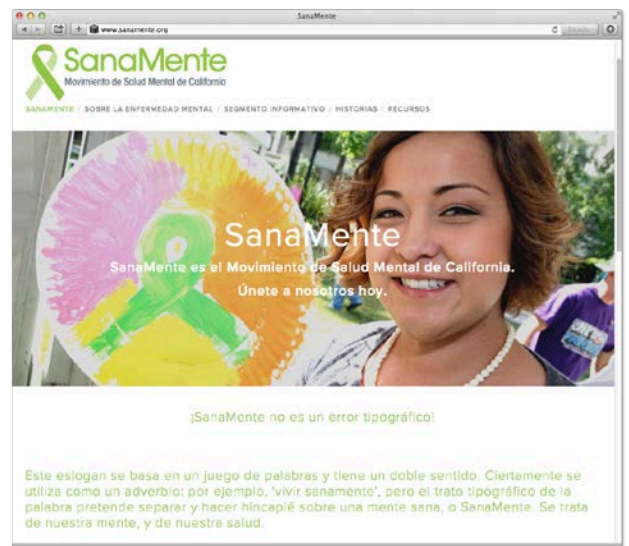 SanaMente
www.sanamente.org
SanaMente
Movimiento de Salud Mental de California
SANAMENTE / SOBRE LA ENFERMEDAD MENTAL / SEGMENTO INFORMATIVO / HISTORIAS / RECURSOS
SanaMente
SanaMente es el Movimiento de Salud Mental de California.
Únete a nosotros hoy.
¡SanaMente no es un error tipográfico!
Este eslogan se basa en un juego de palabras y tiene un doble sentido. Ciertamente se
utiliza como un adverbio: por ejemplo, 'vivir sanamente', pero el trato tipográfico de la
palabra pretende separar y hacer hincapié sobre una mente sana, o SanaMente. Se trata
de nuestra mente, y de nuestra salud.